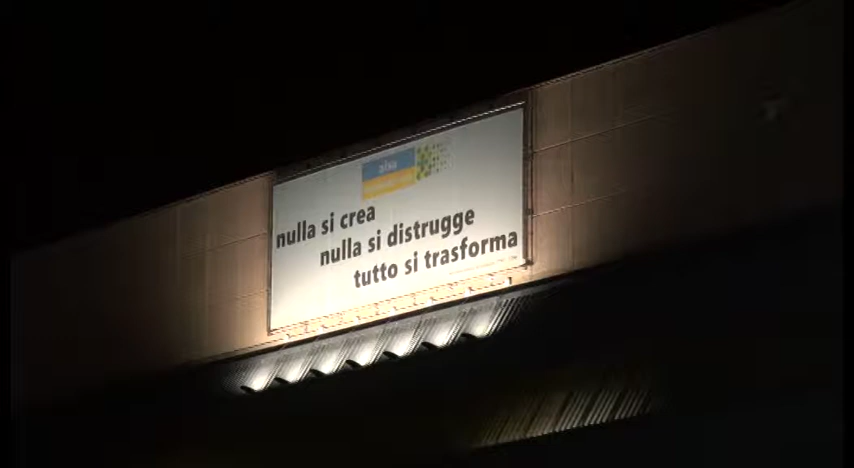 nulla si crea
nulla si distrugge
tutto si trasforma